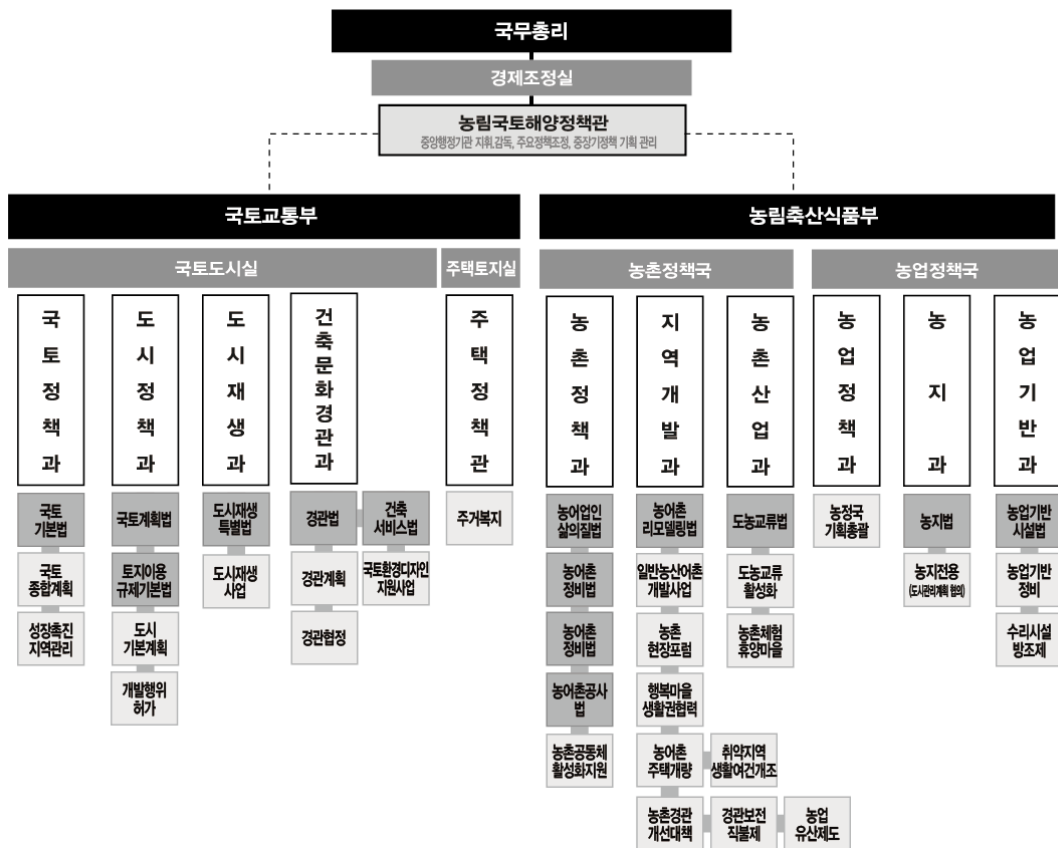 국무총리
경제조정실
농림국토해양정책관
중앙행정기관 지휘,감독, 주요정책조정, 중장기정책 기획 관리
국토교통부
농림축산식품부
국토도시실
주택토지실
농촌정책국
농업정책국
국토정책과
도시정책과
도시재생과
건축문화경관과
주택정책관
농촌정책과
지역개발과
농촌산업과
농업정책과
농지과
농업기반과
국토
기본법
국토
종합계획
성장촉진
지역관리
국토계획법
토지이용
규제기본법
도시
기본계획
개발행위
허가
도시재생
특별법
도시재생
사업
경관법
경관계획
경관협정
건축
서비스법
국토환경디자인
지원사업
주거복지
농어업인
삶의질법
농어촌
정비법
농어촌
정비법
농어촌공사
법
농촌공동체
활성화지원
농어촌
리모델링법
일반농산어촌
개발사업
농촌
현장포럼
행복마을
생활권협력
농어촌
주택개량
취약지역
생활여건개조
농촌경관
개선대책
경관보전
직불제
농업
유산제도
도농교류법
도농교류
활성화
농촌체험
휴양마을
농정국
기획총괄
농지법
농지전용
(도시관리계획 협의)
농업기반
시설법
농업기반
정비
수리시설
방조제